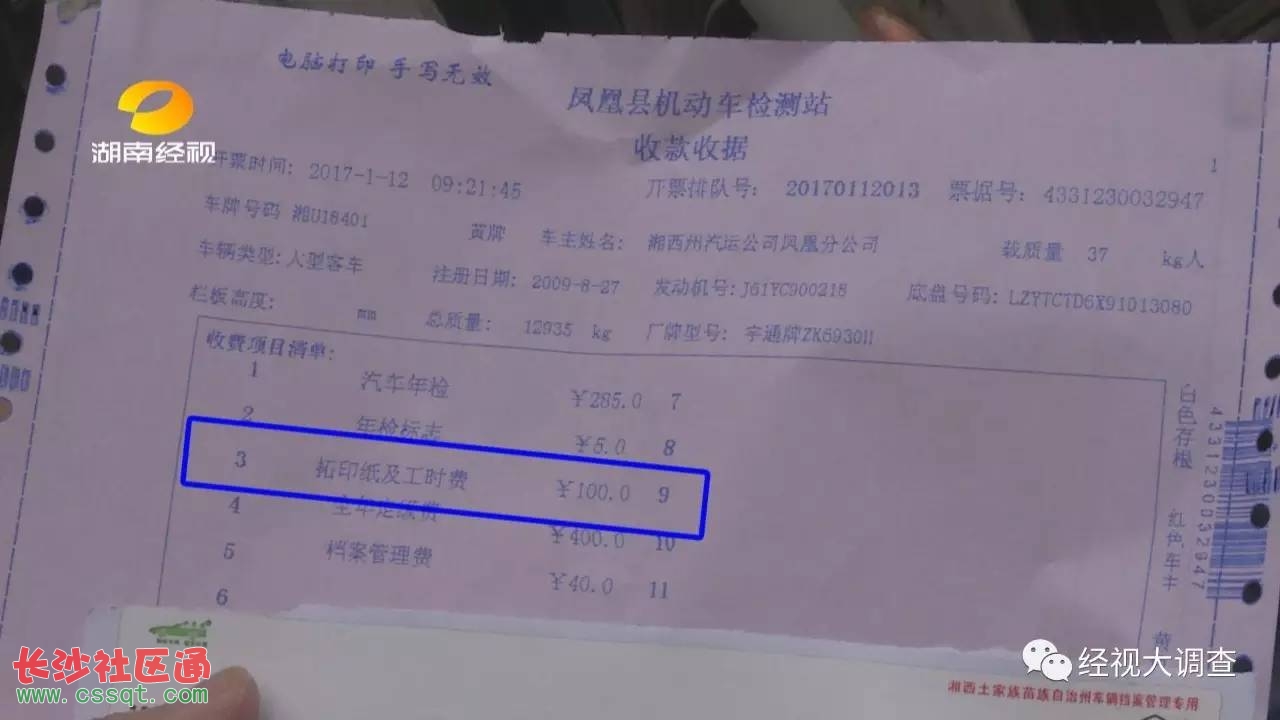 电脑打印 手写无效
凤凰县机动车检测站
收款收据
湖南经视
1
开票时间: 2017-1-12 09:21:45 开票排队号: 20170112013 票据号: 4331230032947
车牌号码 湘U18401 黄牌 车主姓名: 湘西州汽运公司凤凰分公司 载质量 37 kg人
车辆类型: 大型客车 注册日期: 2009-8-27 发动机号: J61YC900218 底盘号码: LZYTCTD6X91013080
栏板高度: mm 总质量: 12935 kg 厂牌型号: 宇通牌ZK6930H
收费项目清单:
1 汽车年检 ¥285.0 7
2 年检标志 ¥5.0 8
3 拓印纸及工时费 ¥100.0 9
4 ¥400.0 10
5 档案管理费 ¥40.0 11
6
白色存根 红色车主 黄
4331230032947
长沙社区通
www.cssqt.com
经视大调查
湘西土家族苗族自治州车辆档案管理专用